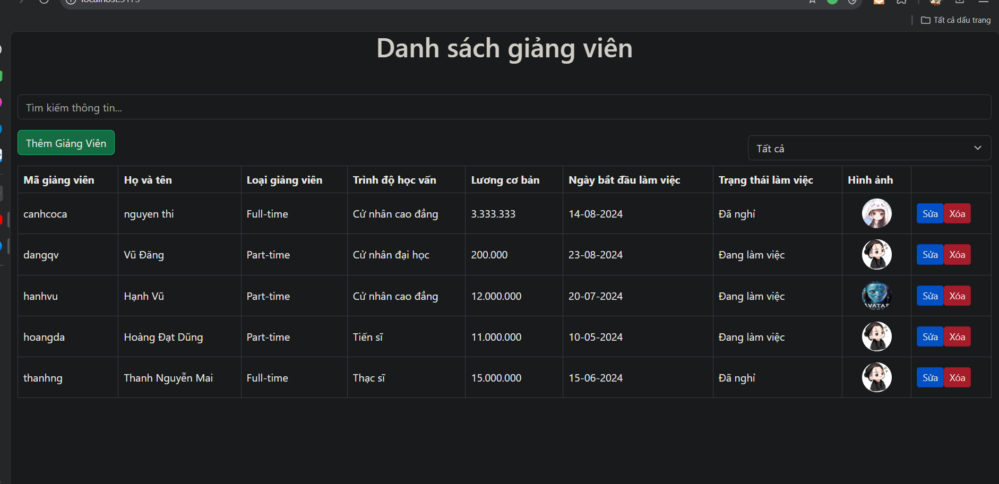 Tất cả dấu trang
Danh sách giảng viên
Tìm kiếm thông tin...
Thêm Giảng Viên
Tất cả
Mã giảng viên Họ và tên Loại giảng viên Trình độ học vấn Lương cơ bản Ngày bắt đầu làm việc Trạng thái làm việc Hình ảnh
canhcoca nguyen thi Full-time Cử nhân cao đẳng 3.333.333 14-08-2024 Đã nghỉ Sửa Xóa
dangqv Vũ Đăng Part-time Cử nhân đại học 200.000 23-08-2024 Đang làm việc Sửa Xóa
hanhvu Hạnh Vũ Part-time Cử nhân cao đẳng 12.000.000 20-07-2024 Đang làm việc Sửa Xóa
hoangda Hoàng Đạt Dũng Part-time Tiến sĩ 11.000.000 10-05-2024 Đang làm việc Sửa Xóa
thanhng Thanh Nguyễn Mai Full-time Thạc sĩ 15.000.000 15-06-2024 Đã nghỉ Sửa Xóa